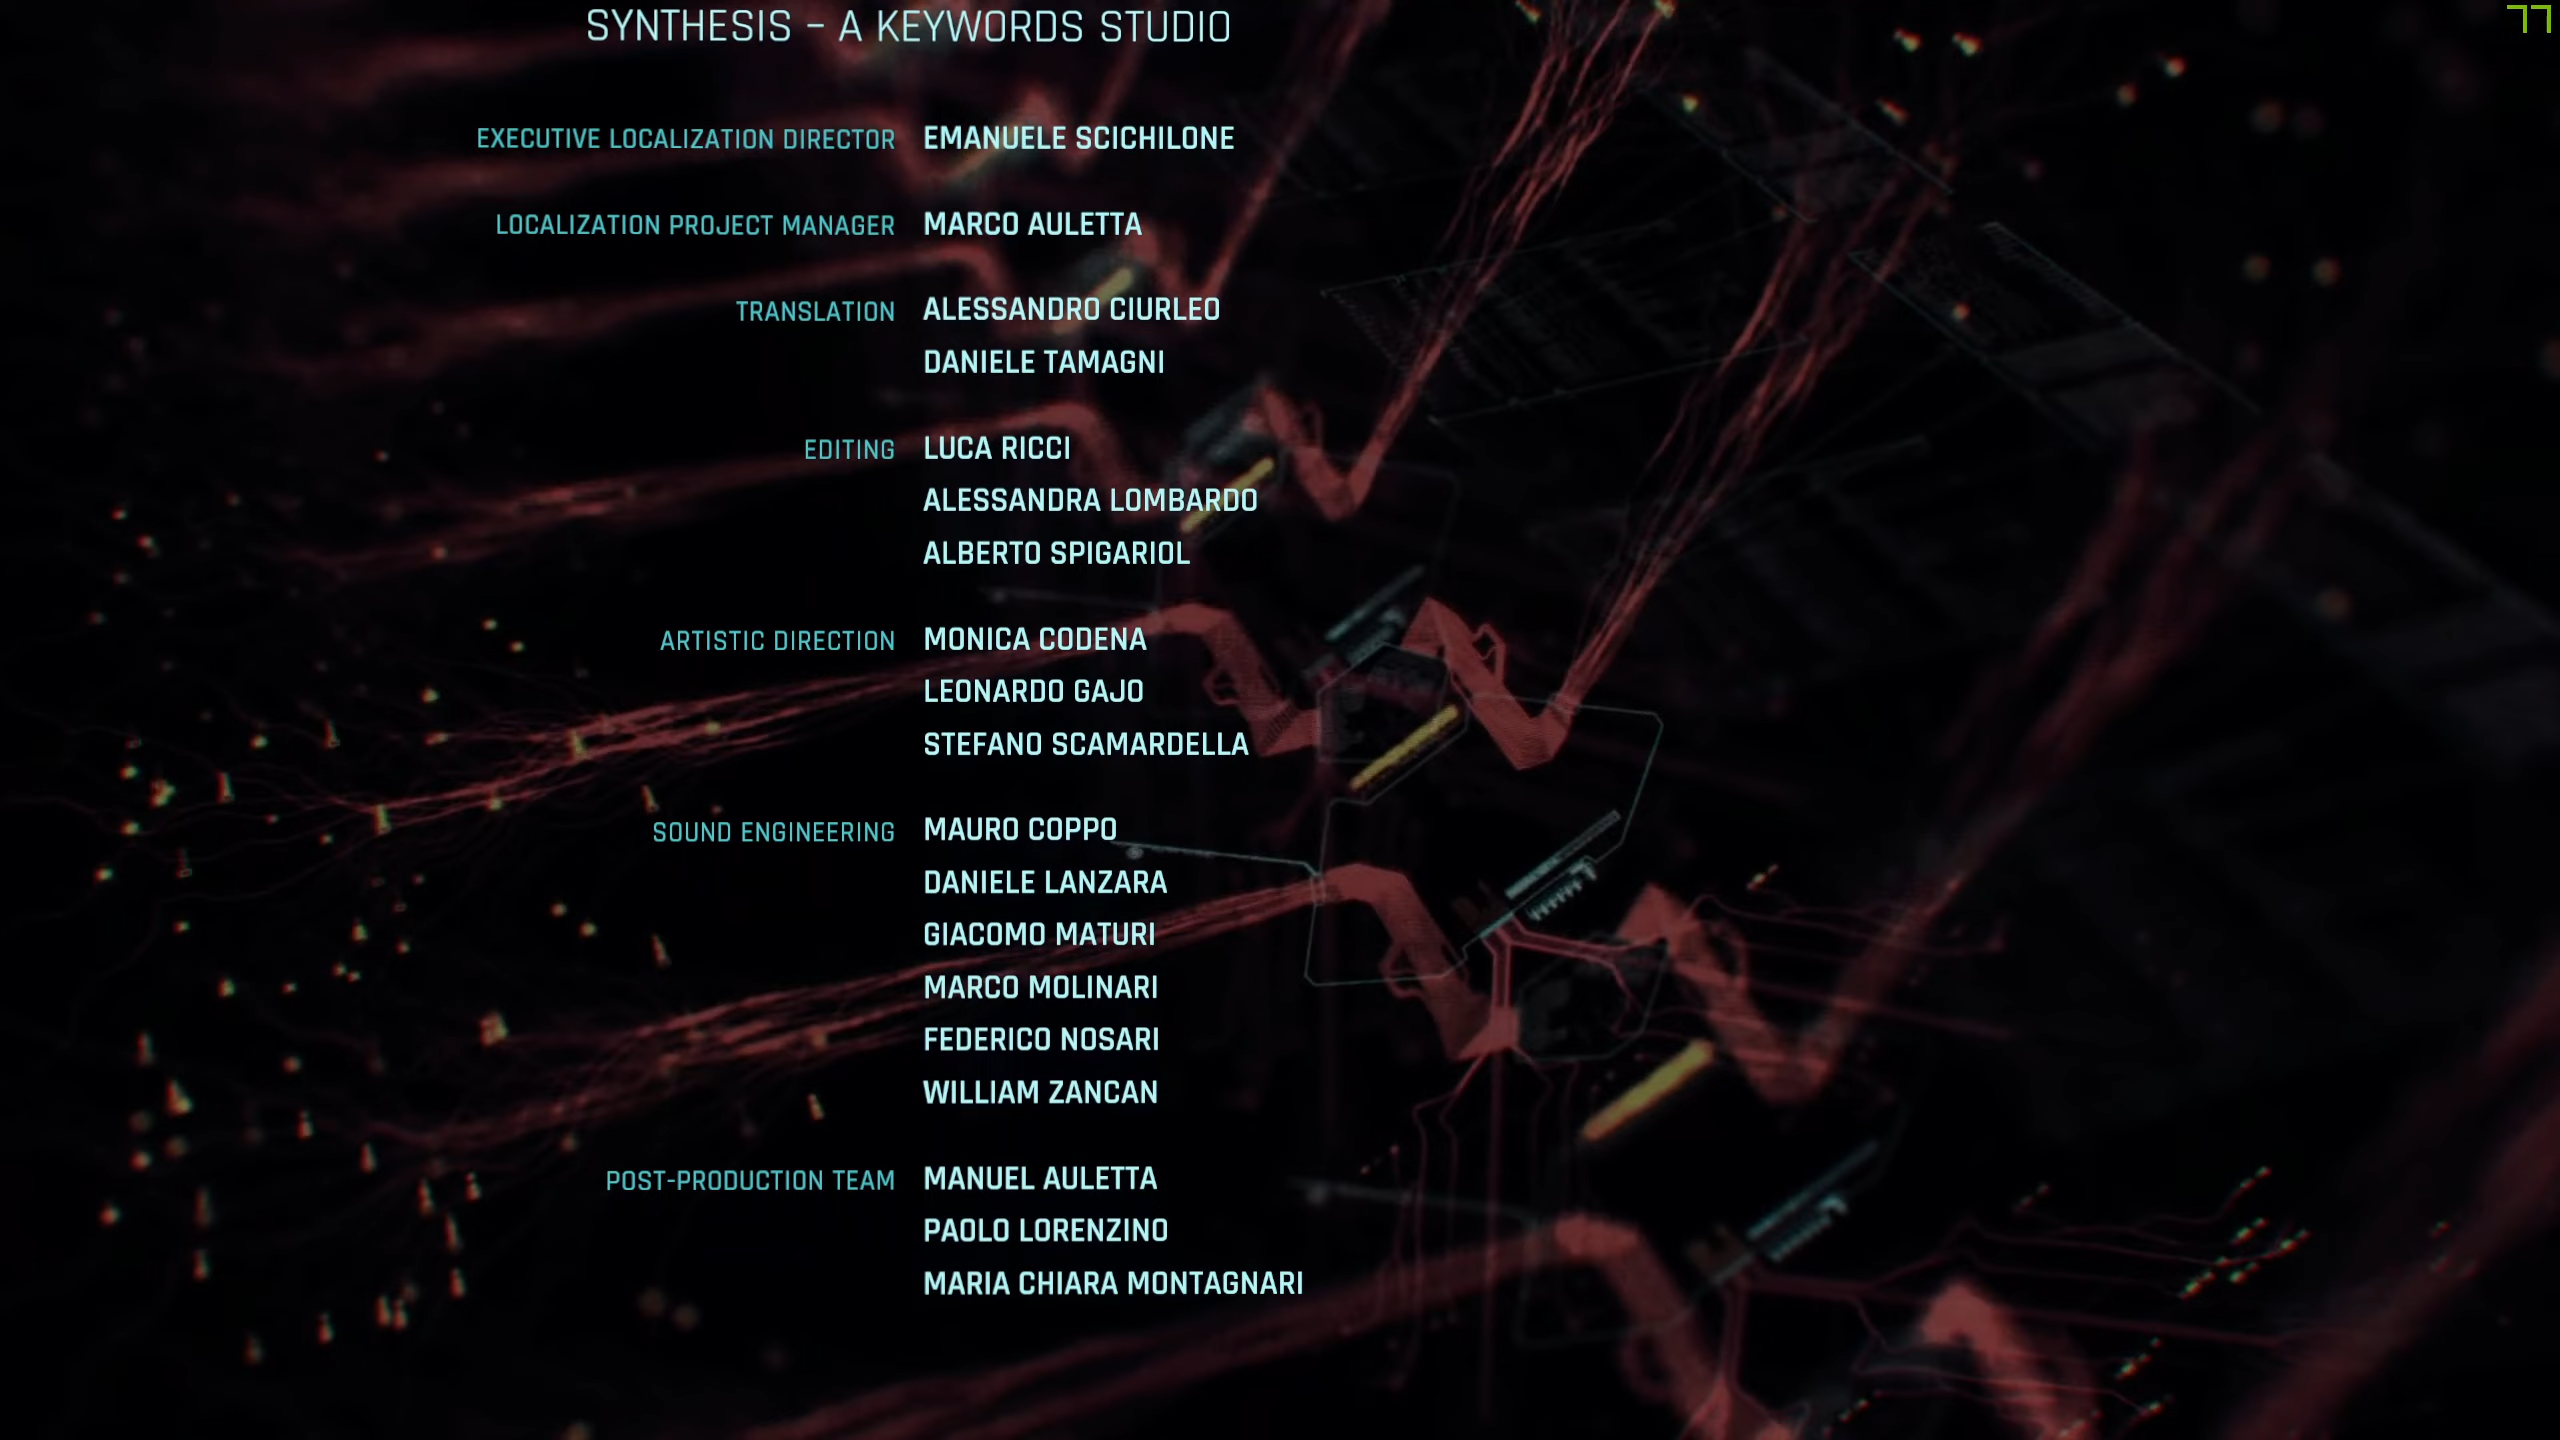 SYNTHESIS – A KEYWORDS STUDIO
77
EXECUTIVE LOCALIZATION DIRECTOR EMANUELE SCICHILONE
LOCALIZATION PROJECT MANAGER MARCO AULETTA
TRANSLATION ALESSANDRO CIURLEO
DANIELE TAMAGNI
EDITING LUCA RICCI
ALESSANDRA LOMBARDO
ALBERTO SPIGARIOL
ARTISTIC DIRECTION MONICA CODENA
LEONARDO GAJO
STEFANO SCAMARDELLA
SOUND ENGINEERING MAURO COPPO
DANIELE LANZARA
GIACOMO MATURI
MARCO MOLINARI
FEDERICO NOSARI
WILLIAM ZANCAN
POST-PRODUCTION TEAM MANUEL AULETTA
PAOLO LORENZINO
MARIA CHIARA MONTAGNARI